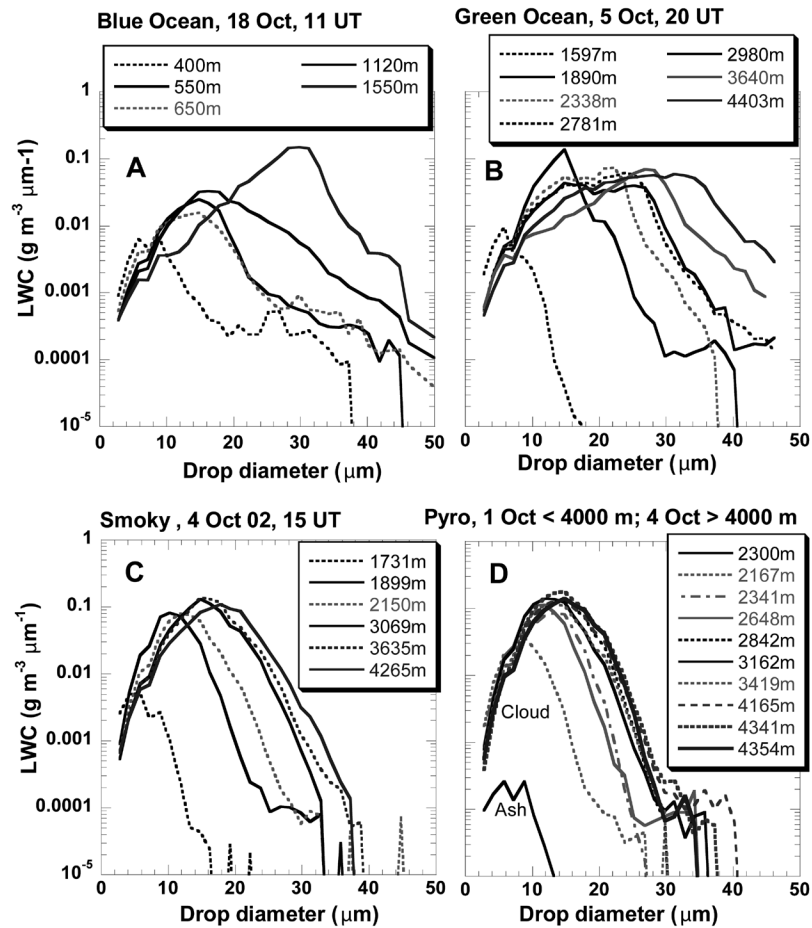 Blue Ocean, 18 Oct, 11 UT
400m
1120m
550m
1550m
650m
A
1
0.1
0.01
0.001
0.0001
10-5
LWC (g m-3 μm-1)
0
10
20
30
40
50
Drop diameter (μm)
Green Ocean, 5 Oct, 20 UT
1597m
2980m
1890m
3640m
2338m
4403m
2781m
B
0
10
20
30
40
50
Drop diameter (μm)
Smoky , 4 Oct 02, 15 UT
1731m
1899m
2150m
3069m
3635m
4265m
C
1
0.1
0.01
0.001
0.0001
10-5
LWC (g m-3 μm-1)
0
10
20
30
40
50
Drop diameter (μm)
Pyro, 1 Oct < 4000 m; 4 Oct > 4000 m
2300m
2167m
2341m
2648m
2842m
3162m
3419m
4165m
4341m
4354m
D
Cloud
Ash
0
10
20
30
40
50
Drop diameter (μm)